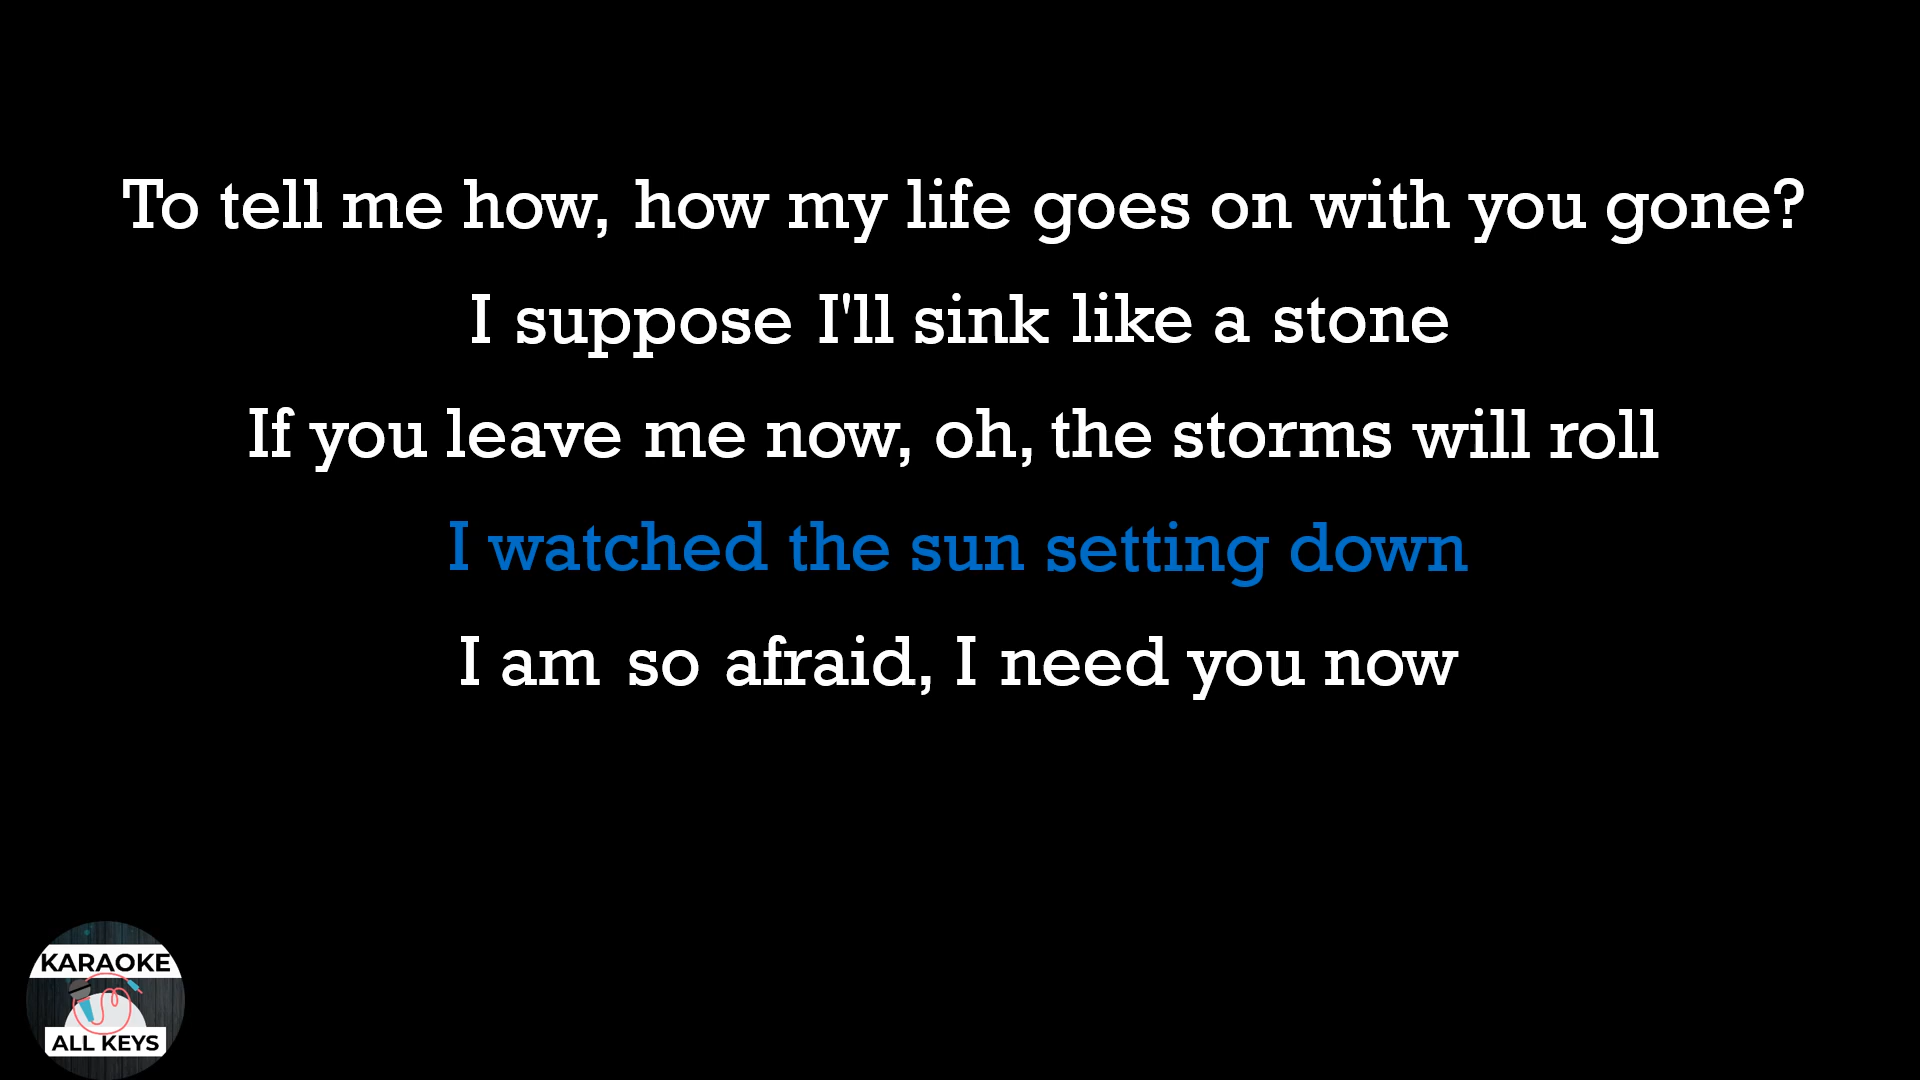 To tell me how, how my life goes on with you gone?
I suppose I'll sink like a stone
If you leave me now, oh, the storms will roll
I watched the sun setting down
I am so afraid, I need you now
KARAOKE
ALL KEYS